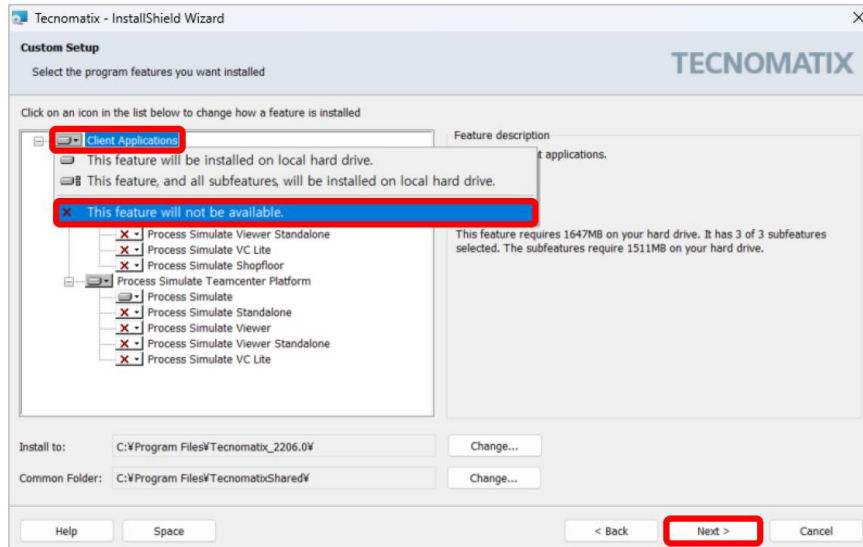 Tecnomatix - InstallShield Wizard
Custom Setup
Select the program features you want installed
TECNOMATIX
Click on an icon in the list below to change how a feature is installed
Client Applications
This feature will be installed on local hard drive.
This feature, and all subfeatures, will be installed on local hard drive.
This feature will not be available.
Process Simulate Viewer Standalone
Process Simulate VC Lite
Process Simulate Shopfloor
Process Simulate Teamcenter Platform
Process Simulate
Process Simulate Standalone
Process Simulate Viewer
Process Simulate Viewer Standalone
Process Simulate VC Lite
Feature description
t applications.
This feature requires 1647MB on your hard drive. It has 3 of 3 subfeatures
selected. The subfeatures require 1511MB on your hard drive.
Install to: C:¥Program Files¥Tecnomatix_2206.0¥ Change...
Common Folder: C:¥Program Files¥TecnomatixShared¥ Change...
Help Space < Back Next > Cancel